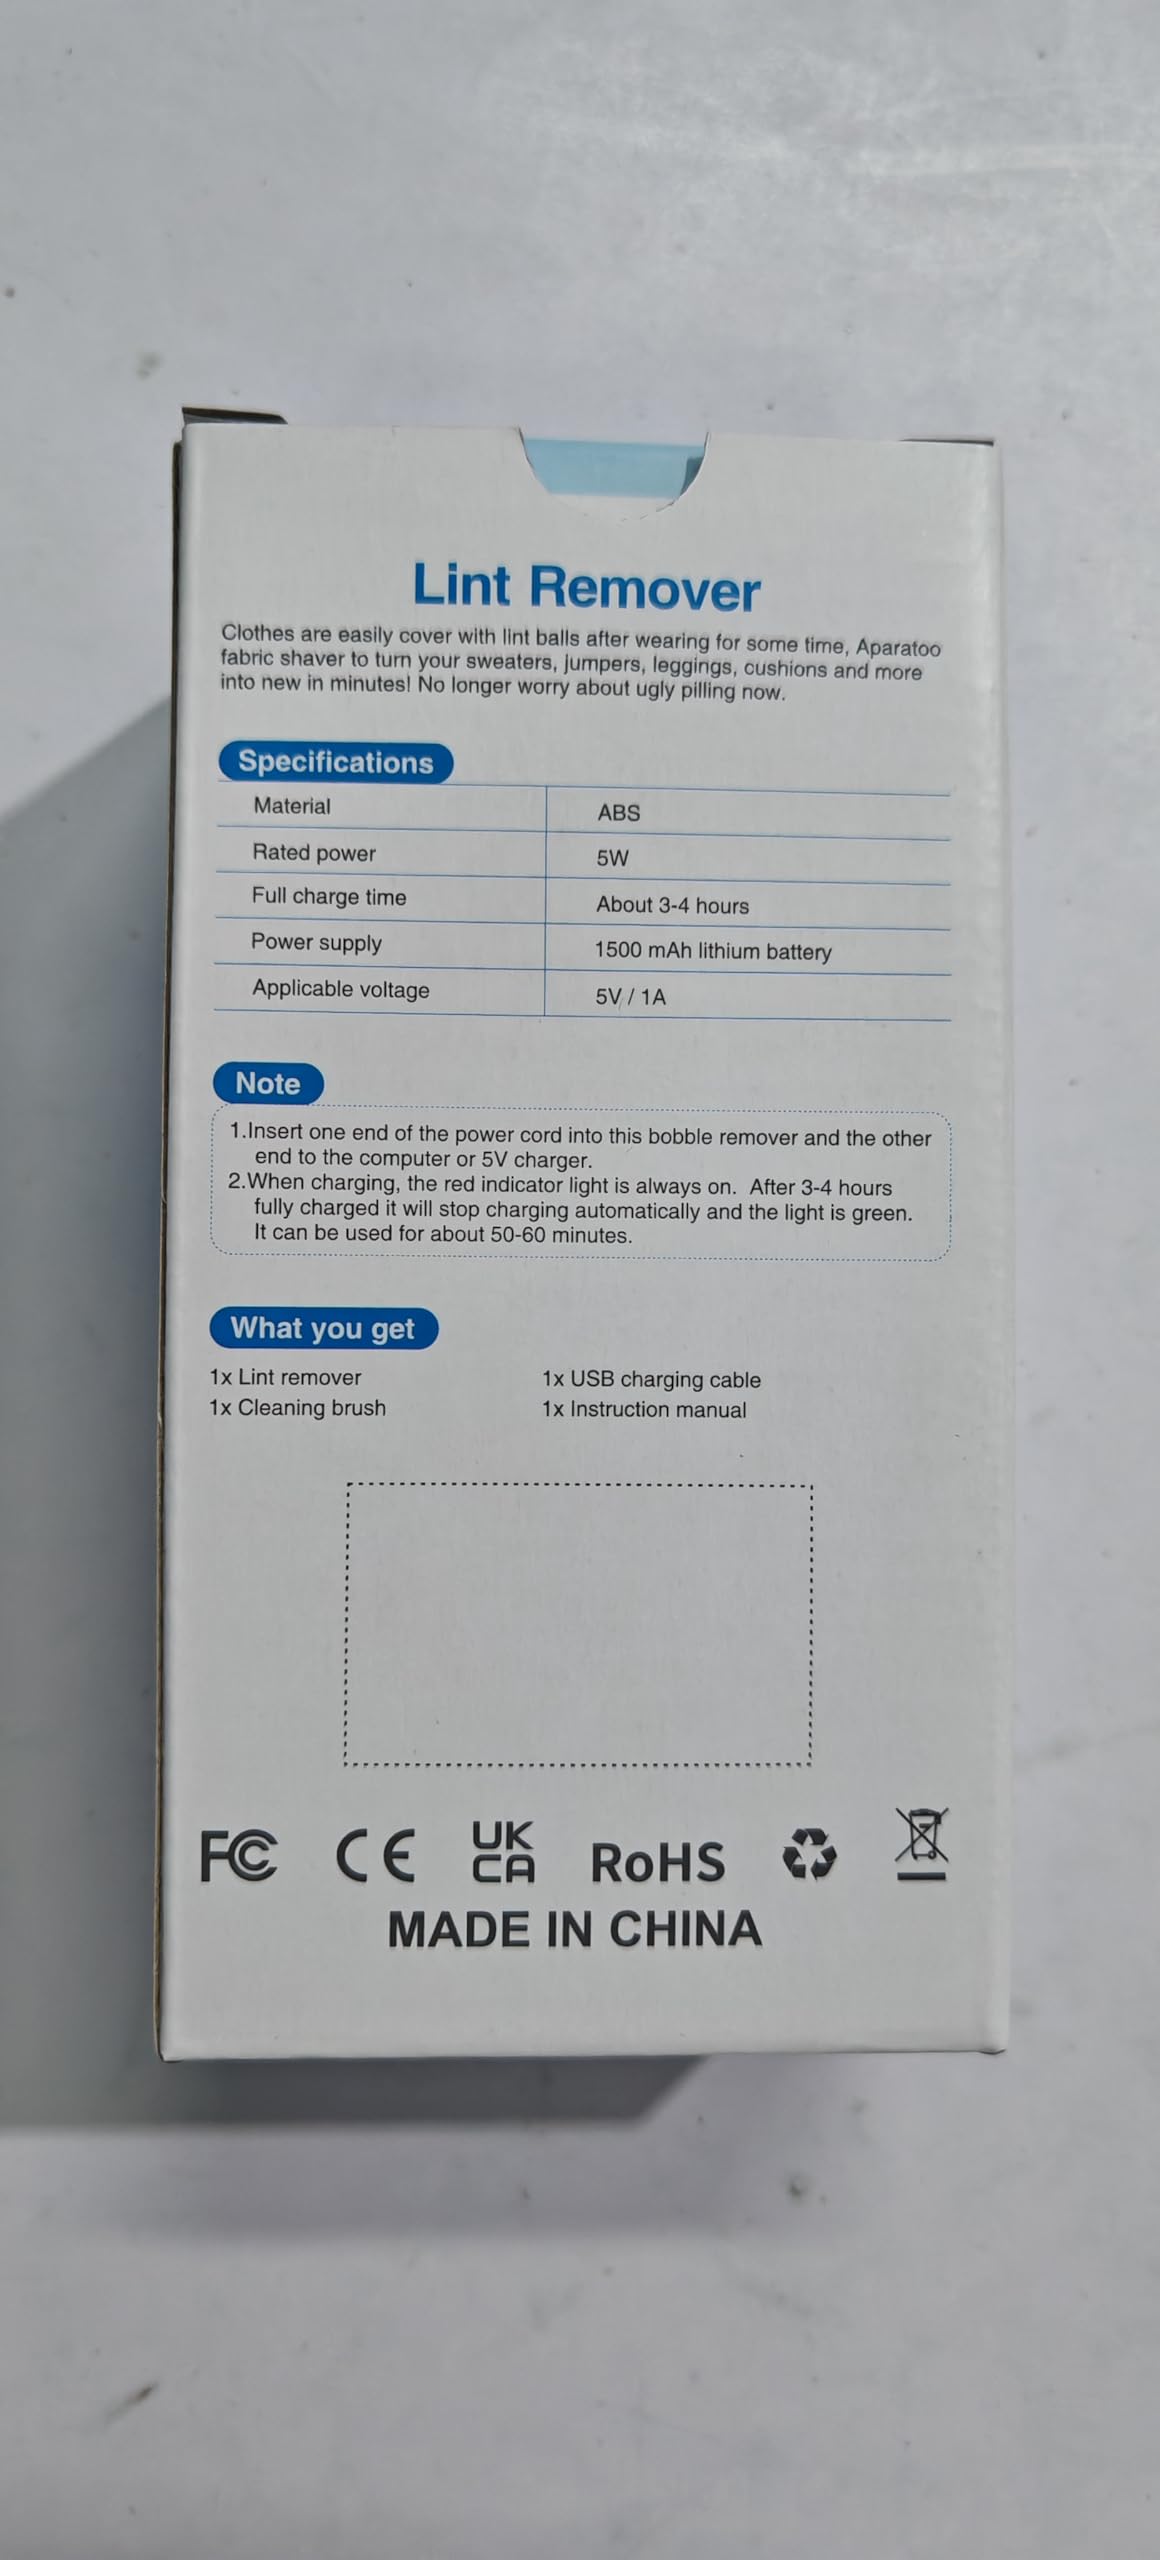 Lint Remover
Clothes are easily cover with lint balls after wearing for some time, Aparatoo
fabric shaver to turn your sweaters, jumpers, leggings, cushions and more
into new in minutes! No longer worry about ugly pilling now.
Specifications
Material ABS
Rated power 5W
Full charge time About 3-4 hours
Power supply 1500 mAh lithium battery
Applicable voltage 5V / 1A
Note
1.Insert one end of the power cord into this bobble remover and the other
end to the computer or 5V charger.
2.When charging, the red indicator light is always on. After 3-4 hours
fully charged it will stop charging automatically and the light is green.
It can be used for about 50-60 minutes.
What you get
1x Lint remover 1x USB charging cable
1x Cleaning brush 1x Instruction manual
FC CE UK CA RoHS
MADE IN CHINA